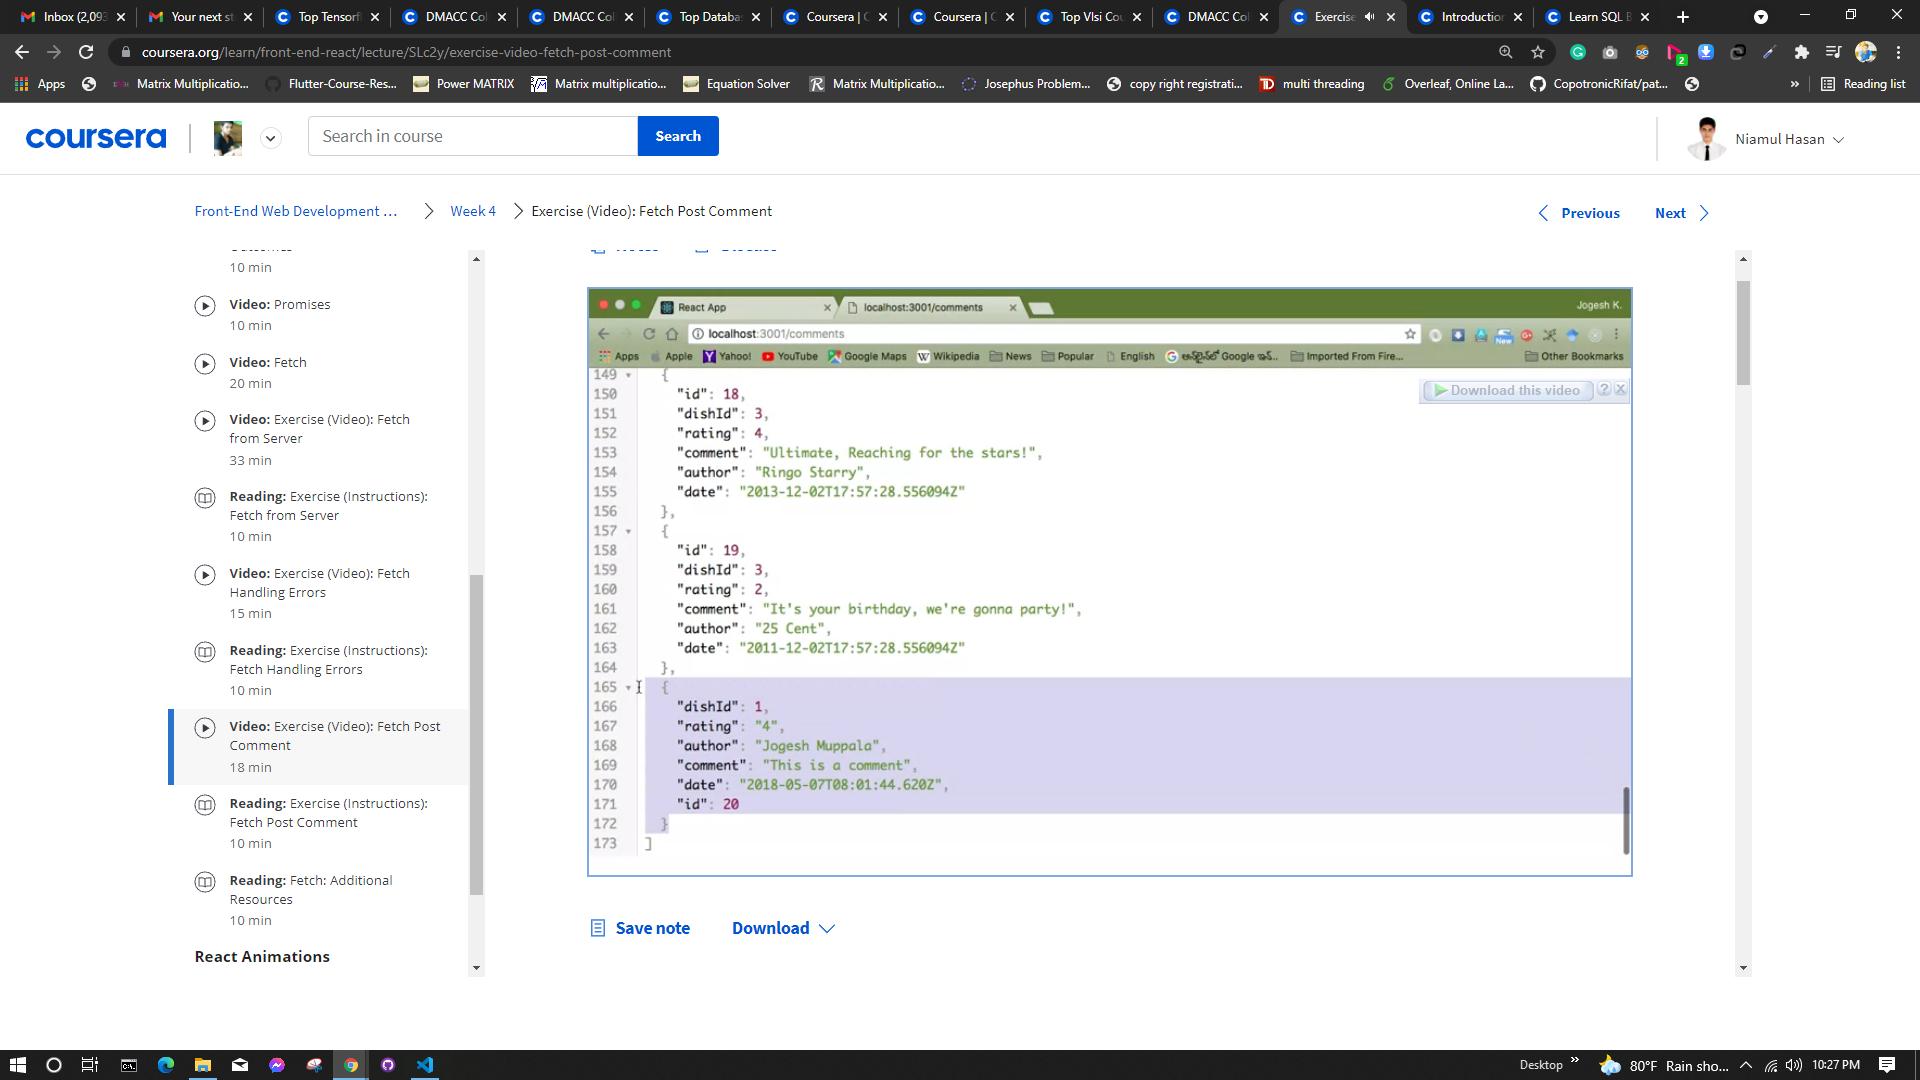 Inbox (2,093
Your next st
Top Tensorfl
DMACC Col
DMACC Col
Top Databa
Coursera | C
Coursera | C
Top Vlsi Cou
DMACC Col
Exercise
Introduction
Learn SQL B
coursera.org/learn/front-end-react/lecture/SLc2y/exercise-video-fetch-post-comment
2
Apps
Matrix Multiplicatio...
Flutter-Course-Res...
Power MATRIX
Matrix multiplicatio...
Equation Solver
Matrix Multiplicatio...
Josephus Problem...
copy right registrati...
multi threading
Overleaf, Online La...
CopotronicRifat/pat...
»
Reading list
coursera
Search in course
Search
Niamul Hasan
Front-End Web Development ...
Week 4
Exercise (Video): Fetch Post Comment
Previous
Next
10 min
Video: Promises
10 min
Video: Fetch
20 min
Video: Exercise (Video): Fetch
from Server
33 min
Reading: Exercise (Instructions):
Fetch from Server
10 min
Video: Exercise (Video): Fetch
Handling Errors
15 min
Reading: Exercise (Instructions):
Fetch Handling Errors
10 min
Video: Exercise (Video): Fetch Post
Comment
18 min
Reading: Exercise (Instructions):
Fetch Post Comment
10 min
Reading: Fetch: Additional
Resources
10 min
React Animations
React App
localhost:3001/comments
Jogesh K.
localhost:3001/comments
Apps
Apple
Yahoo!
YouTube
Google Maps
Wikipedia
News
Popular
English
Imported From Fire...
Other Bookmarks
Download this video
149 {
150 "id": 18,
151 "dishId": 3,
152 "rating": 4,
153 "comment": "Ultimate, Reaching for the stars!",
154 "author": "Ringo Starry",
155 "date": "2013-12-02T17:57:28.556094Z"
156 },
157 {
158 "id": 19,
159 "dishId": 3,
160 "rating": 2,
161 "comment": "It's your birthday, we're gonna party!",
162 "author": "25 Cent",
163 "date": "2011-12-02T17:57:28.556094Z"
164 },
165 {
166 "dishId": 1,
167 "rating": "4",
168 "author": "Jogesh Muppala",
169 "comment": "This is a comment",
170 "date": "2018-05-07T08:01:44.620Z",
171 "id": 20
172 }
173 ]
Save note
Download
Desktop
»
80°F Rain sho...
10:27 PM